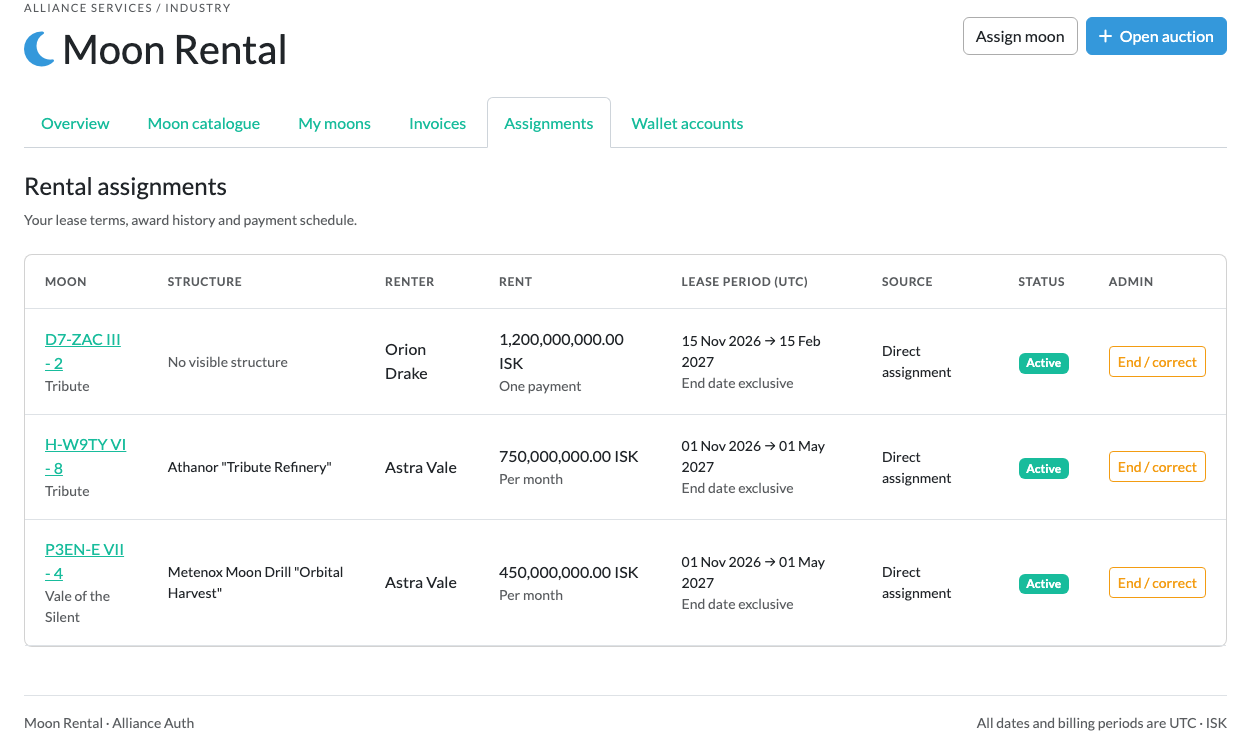 ALLIANCE SERVICES / INDUSTRY
Moon Rental
Assign moon
+ Open auction
Overview
Moon catalogue
My moons
Invoices
Assignments
Wallet accounts
Rental assignments
Your lease terms, award history and payment schedule.
MOON
STRUCTURE
RENTER
RENT
LEASE PERIOD (UTC)
SOURCE
STATUS
ADMIN
D7-ZAC III
- 2
Tribute
No visible structure
Orion
Drake
1,200,000,000.00
ISK
One payment
15 Nov 2026 → 15 Feb
2027
End date exclusive
Direct
assignment
Active
End / correct
H-W9TY VI
- 8
Tribute
Athanor "Tribute Refinery"
Astra Vale
750,000,000.00 ISK
Per month
01 Nov 2026 → 01 May
2027
End date exclusive
Direct
assignment
Active
End / correct
P3EN-E VII
- 4
Vale of the
Silent
Metenox Moon Drill "Orbital
Harvest"
Astra Vale
450,000,000.00 ISK
Per month
01 Nov 2026 → 01 May
2027
End date exclusive
Direct
assignment
Active
End / correct
Moon Rental · Alliance Auth
All dates and billing periods are UTC · ISK